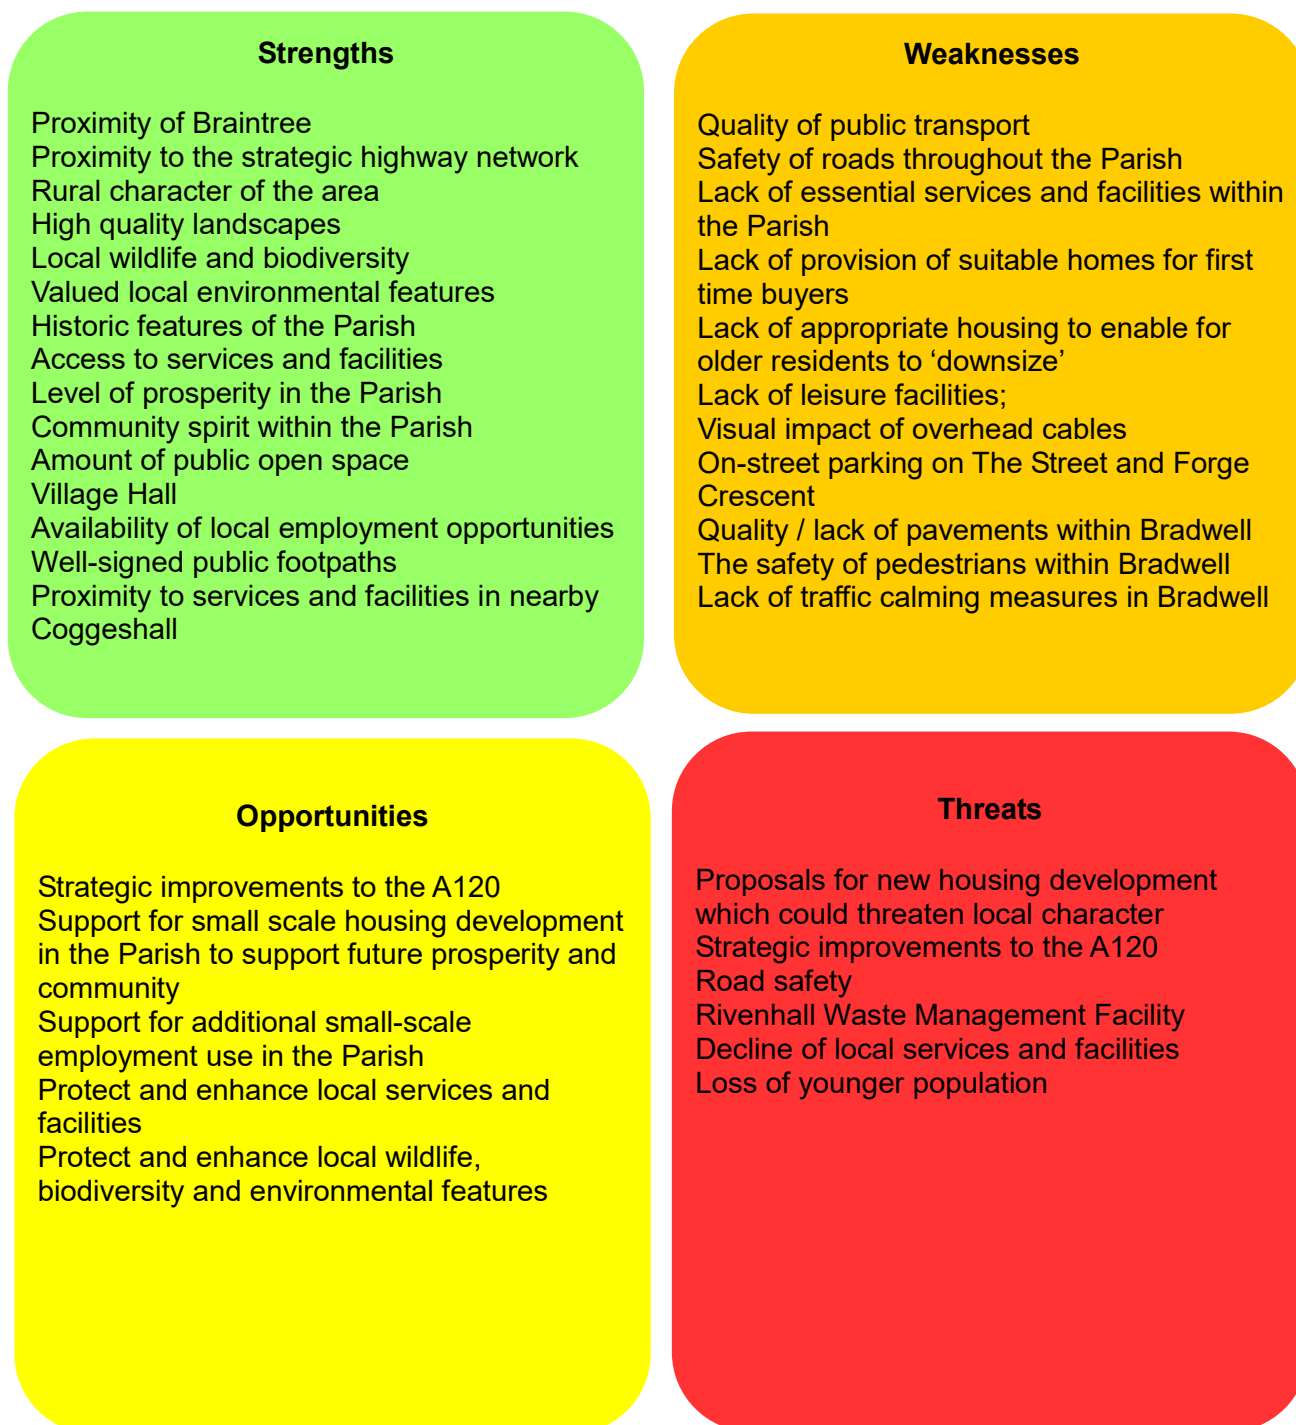 Strengths
Proximity of Braintree
Proximity to the strategic highway network
Rural character of the area
High quality landscapes
Local wildlife and biodiversity
Valued local environmental features
Historic features of the Parish
Access to services and facilities
Level of prosperity in the Parish
Community spirit within the Parish
Amount of public open space
Village Hall
Availability of local employment opportunities
Well-signed public footpaths
Proximity to services and facilities in nearby
Coggeshall
Weaknesses
Quality of public transport
Safety of roads throughout the Parish
Lack of essential services and facilities within
the Parish
Lack of provision of suitable homes for first
time buyers
Lack of appropriate housing to enable for
older residents to ‘downsize’
Lack of leisure facilities;
Visual impact of overhead cables
On-street parking on The Street and Forge
Crescent
Quality / lack of pavements within Bradwell
The safety of pedestrians within Bradwell
Lack of traffic calming measures in Bradwell
Opportunities
Strategic improvements to the A120
Support for small scale housing development
in the Parish to support future prosperity and
community
Support for additional small-scale
employment use in the Parish
Protect and enhance local services and
facilities
Protect and enhance local wildlife,
biodiversity and environmental features
Threats
Proposals for new housing development
which could threaten local character
Strategic improvements to the A120
Road safety
Rivenhall Waste Management Facility
Decline of local services and facilities
Loss of younger population